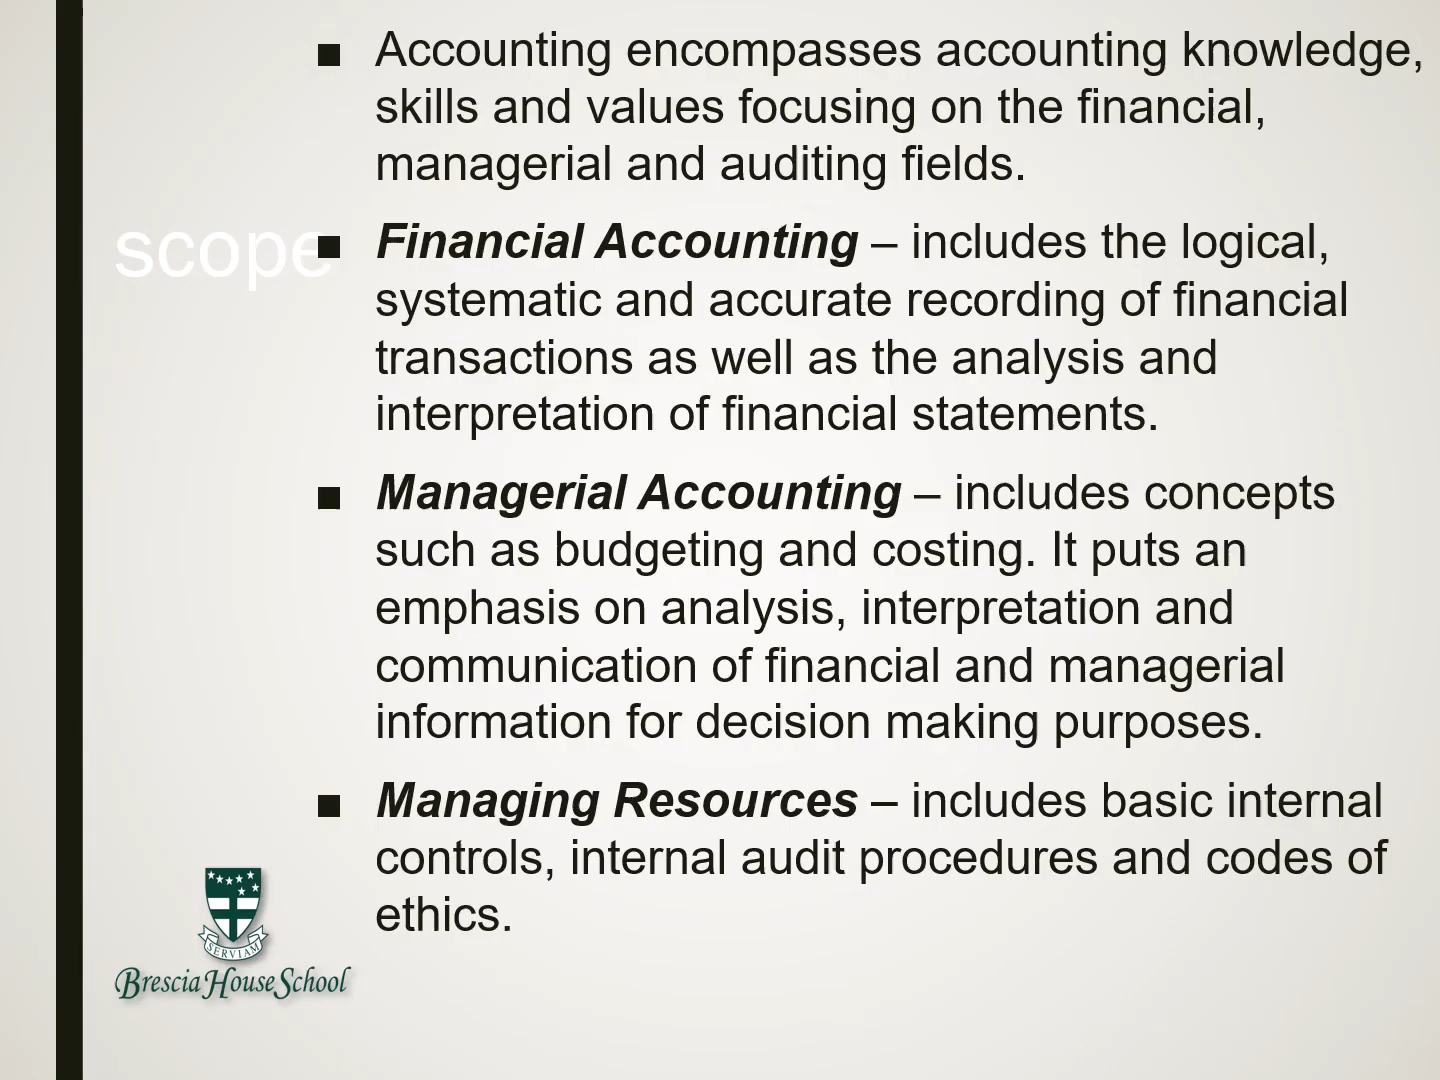 Accounting encompasses accounting knowledge,
skills and values focusing on the financial,
managerial and auditing fields.
scope
Financial Accounting – includes the logical,
systematic and accurate recording of financial
transactions as well as the analysis and
interpretation of financial statements.
Managerial Accounting – includes concepts
such as budgeting and costing. It puts an
emphasis on analysis, interpretation and
communication of financial and managerial
information for decision making purposes.
Managing Resources – includes basic internal
controls, internal audit procedures and codes of
ethics.
SERVIAM
Brescia House School